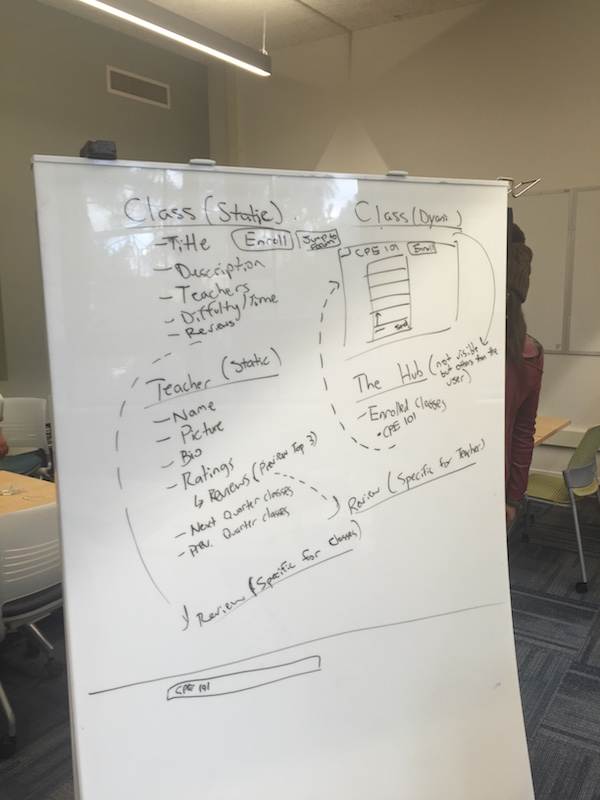 Class (Static)
Enroll
Jump to
room
- Title
- Description
- Teachers
- Diffulty/Time
- Reviews
Teacher (Static)
- Name
- Picture
- Bio
- Ratings
↳ Reviews (Preview Top 3)
- Next Quarter classes
- prev. Quarter classes
Review (Specific for classes)
CPE 101
Class (Dyam)
CPE 101
Enroll
send
The Hub (not visible
but others than the
user)
- Enrolled classes
• CPE 101
Review (Specific for Teacher)